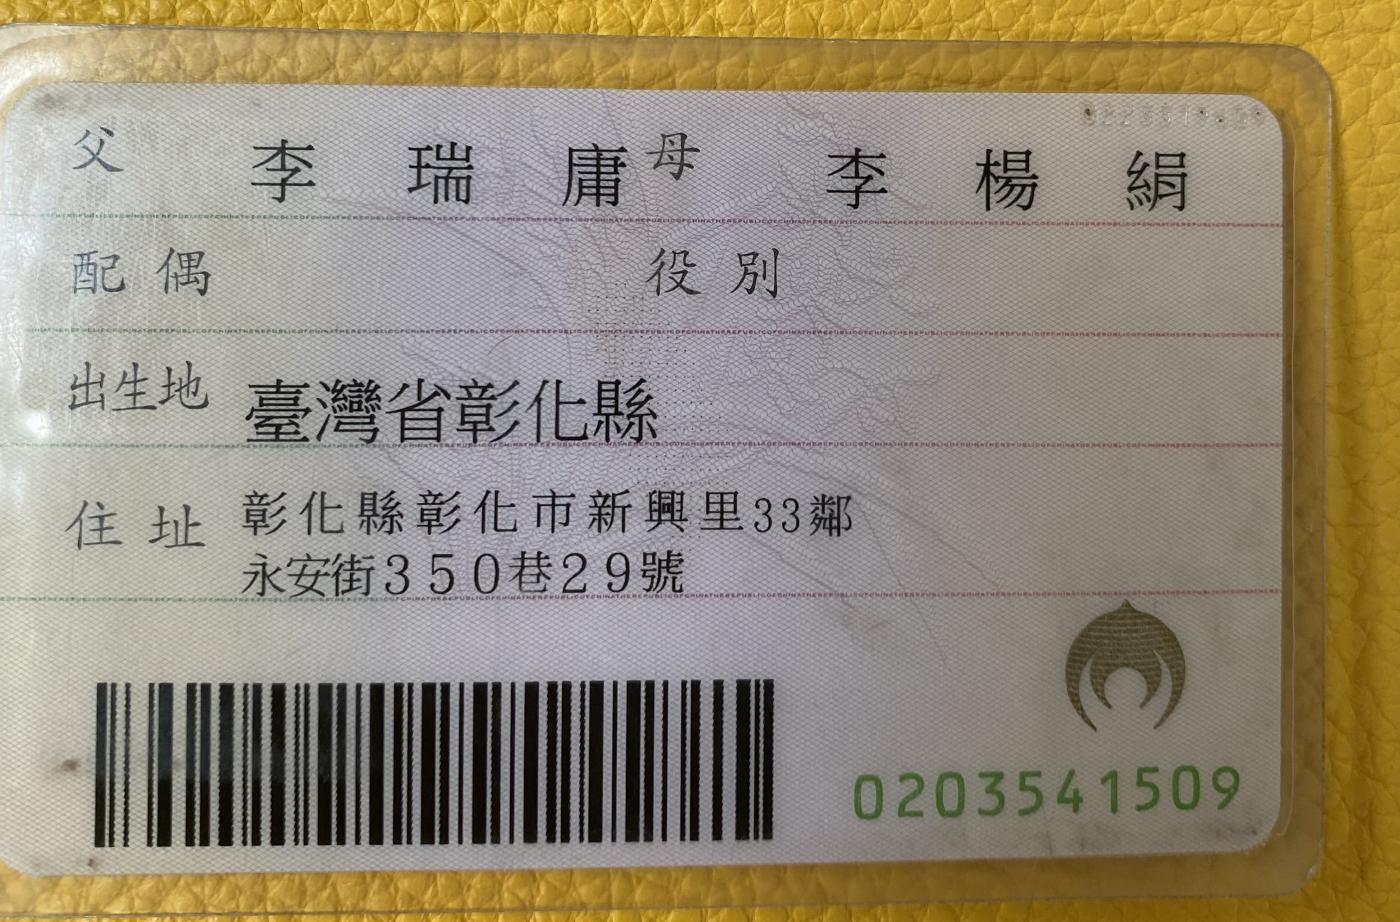 父 李瑞庸 母 李楊絹
配偶 役別
出生地 臺灣省彰化縣
住址 彰化縣彰化市新興里33鄰
永安街350巷29號
0203541509